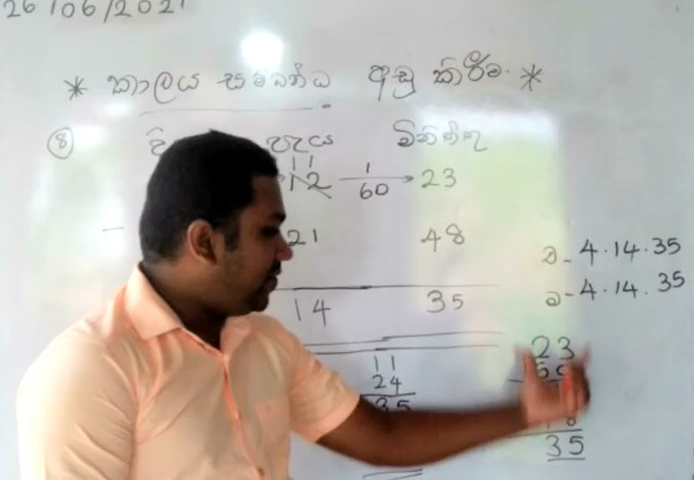 26/06/2021
* කාලය සම්බන්ධ අඩු කිරීම. *
8 දි පැය මිනිත්තු
11
12 1 60 23
- 21 48
14 35
ව - 4.14.35
ම - 4.14.35
11
24
35
23
35